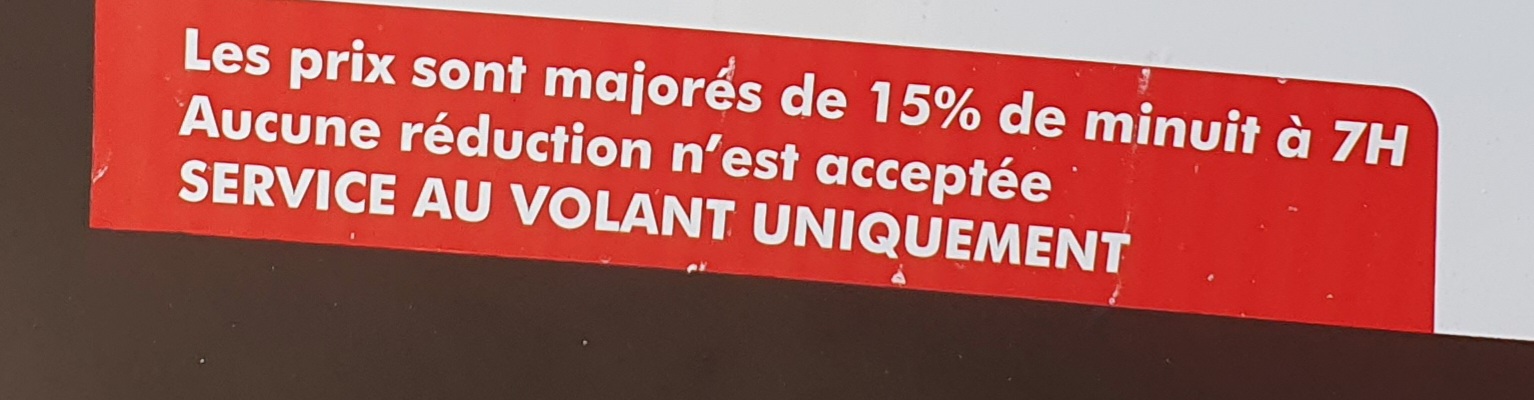 Les prix sont majorés de 15% de minuit à 7H
Aucune réduction n’est acceptée
SERVICE AU VOLANT UNIQUEMENT